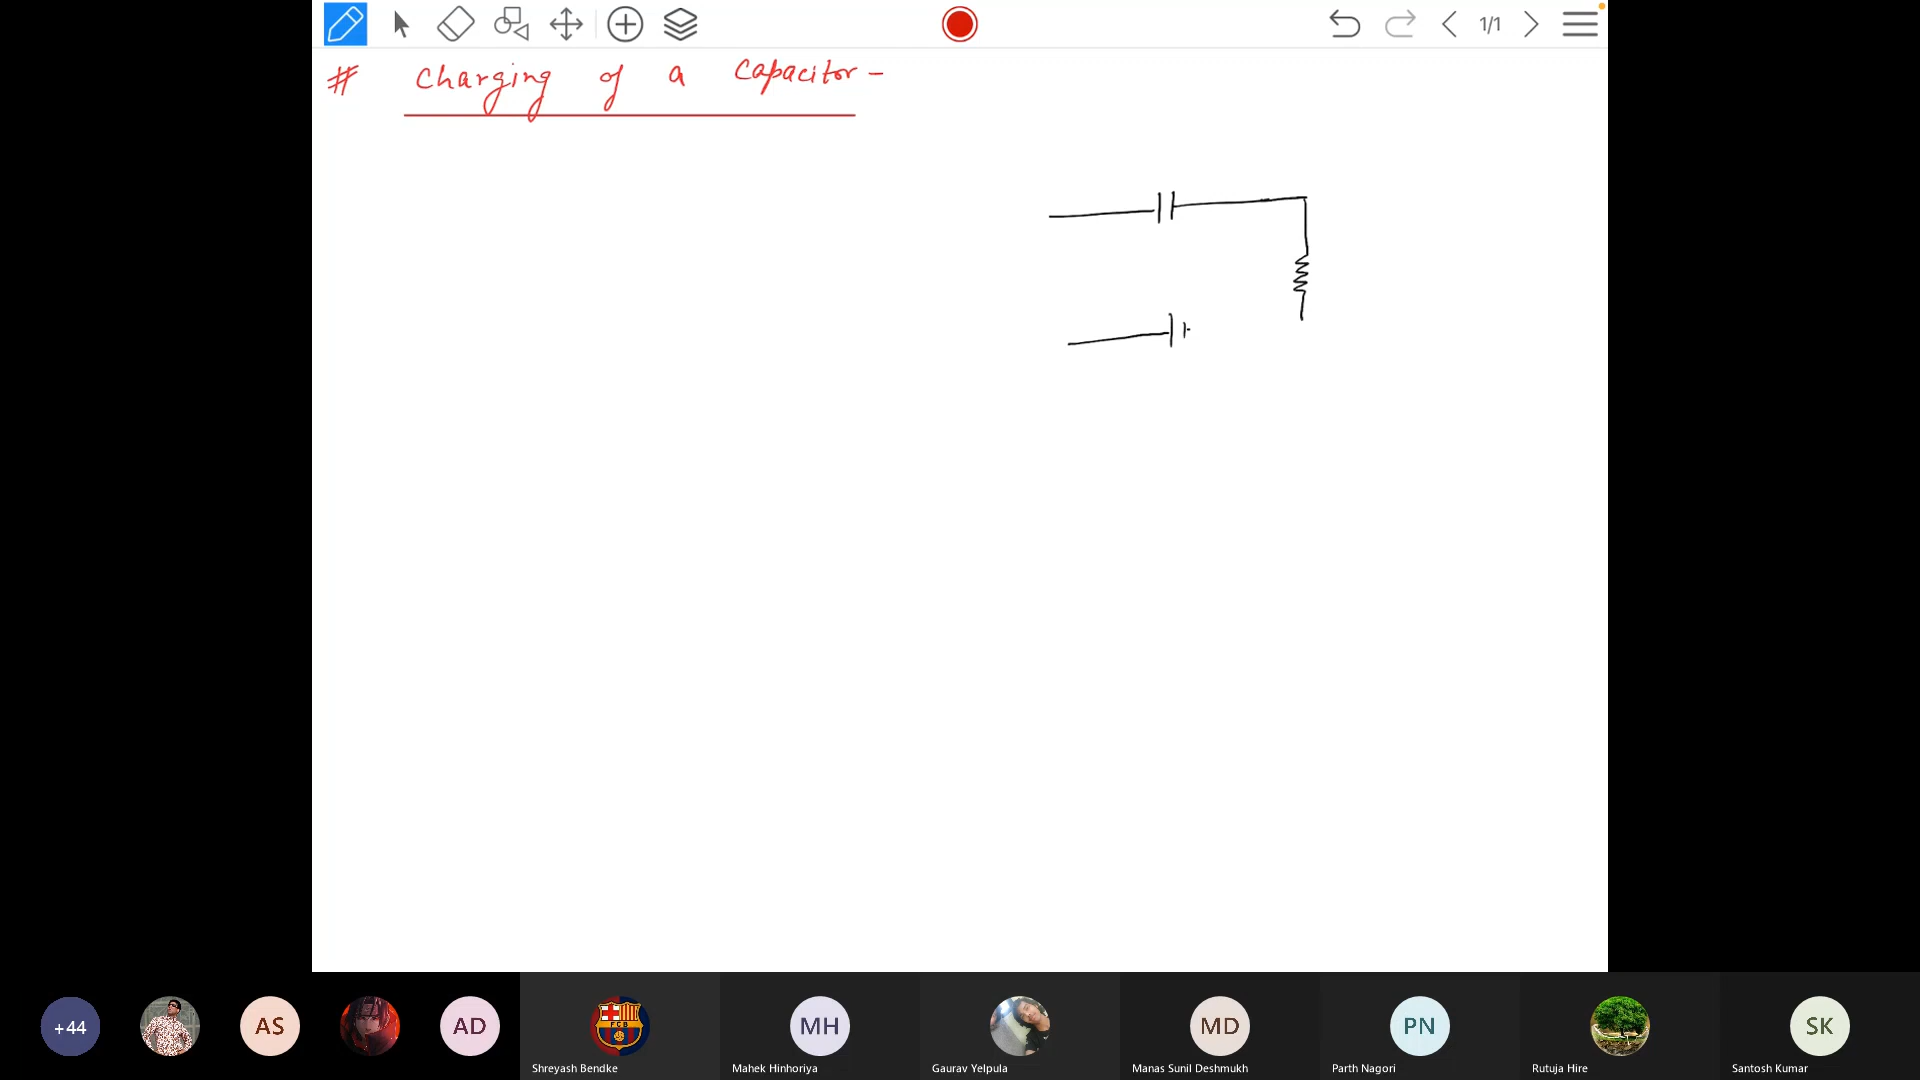 1/1
# Charging of a Capacitor -
+44
AS
AD
FCB
MH
MD
PN
SK
Shreyash Bendke
Mahek Hinhoriya
Gaurav Yelpula
Manas Sunil Deshmukh
Parth Nagori
Rutuja Hire
Santosh Kumar